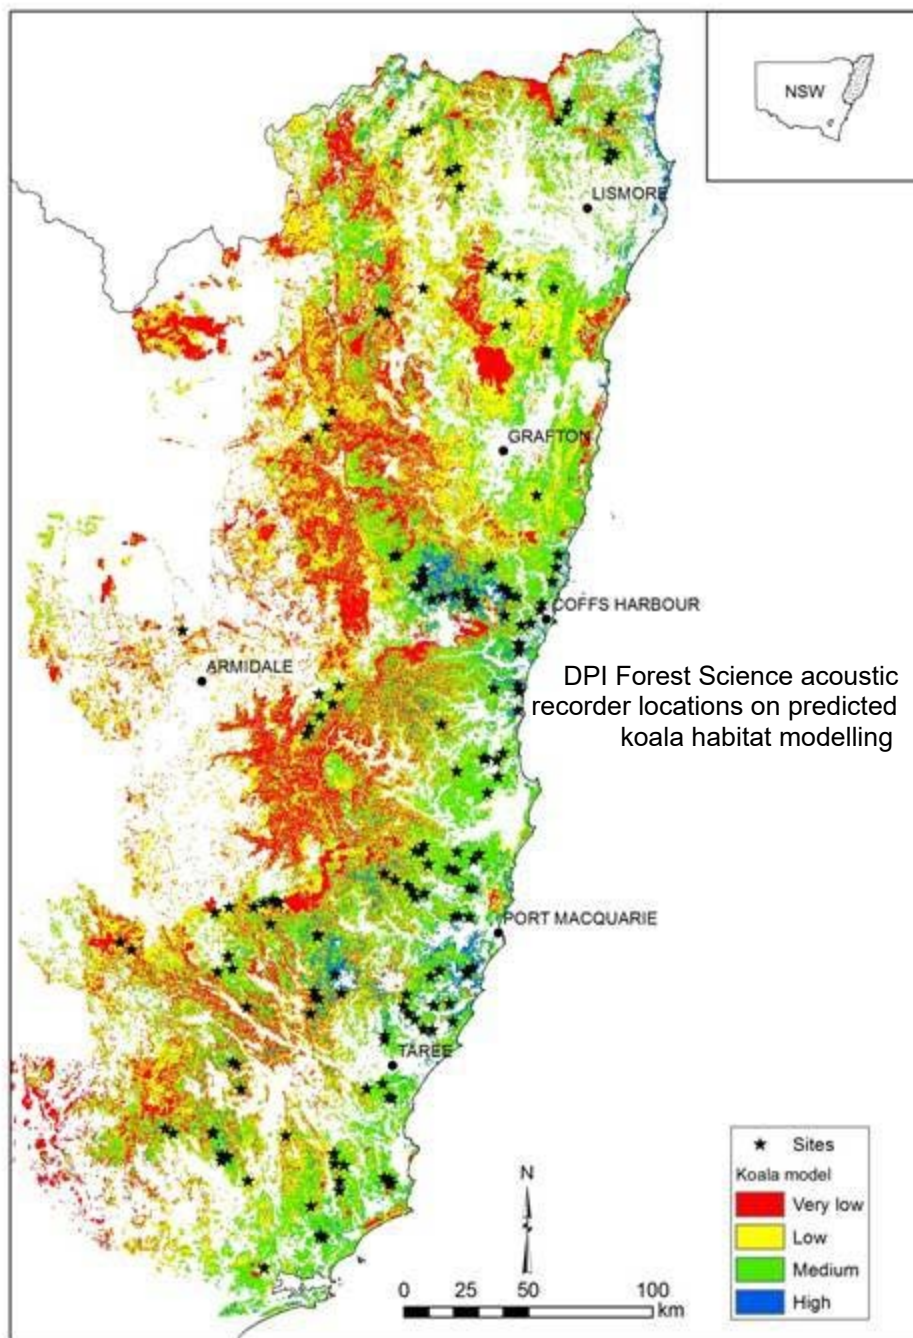 NSW
LISMORE
GRAFTON
COFFS HARBOUR
ARMIDALE
DPI Forest Science acoustic
recorder locations on predicted
koala habitat modelling
PORT MACQUARIE
TAREE
Sites
Koala model
Very low
Low
Medium
High
N
0 25 50 100
km